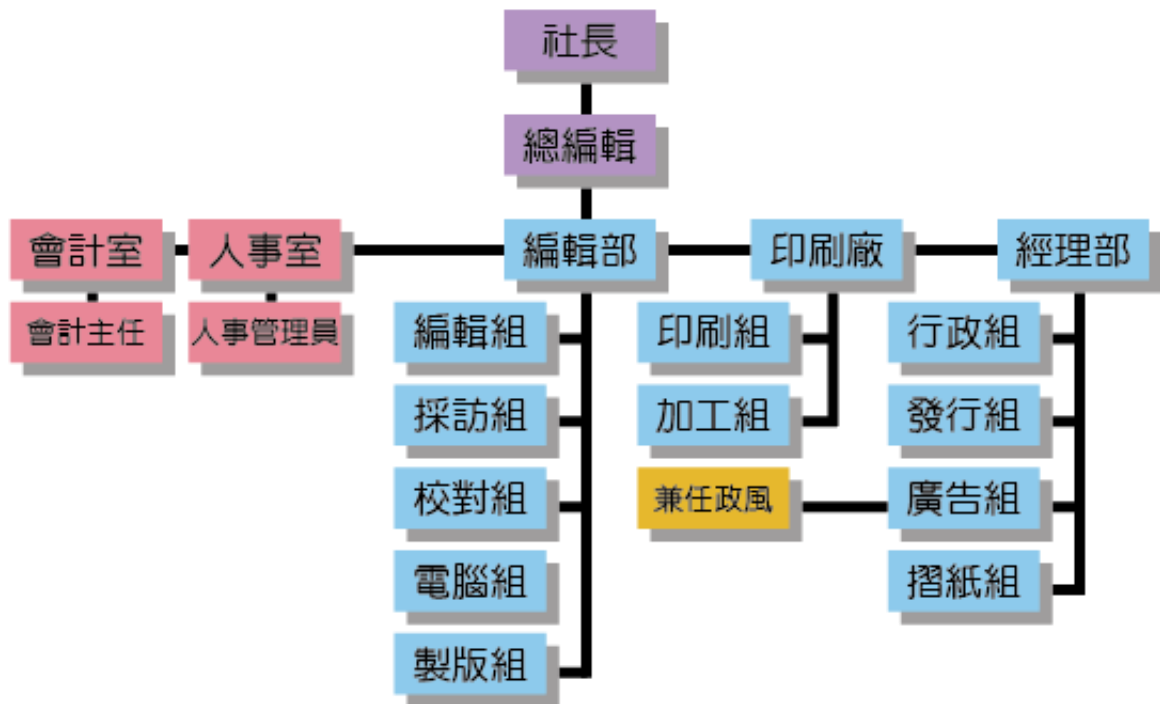 社長
總編輯
會計室
人事室
編輯部
印刷廠
經理部
會計主任
人事管理員
編輯組
印刷組
行政組
採訪組
加工組
發行組
校對組
兼任政風
廣告組
電腦組
摺紙組
製版組